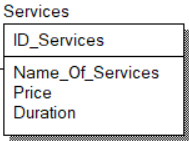 Services
ID_Services
Name_Of_Services
Price
Duration